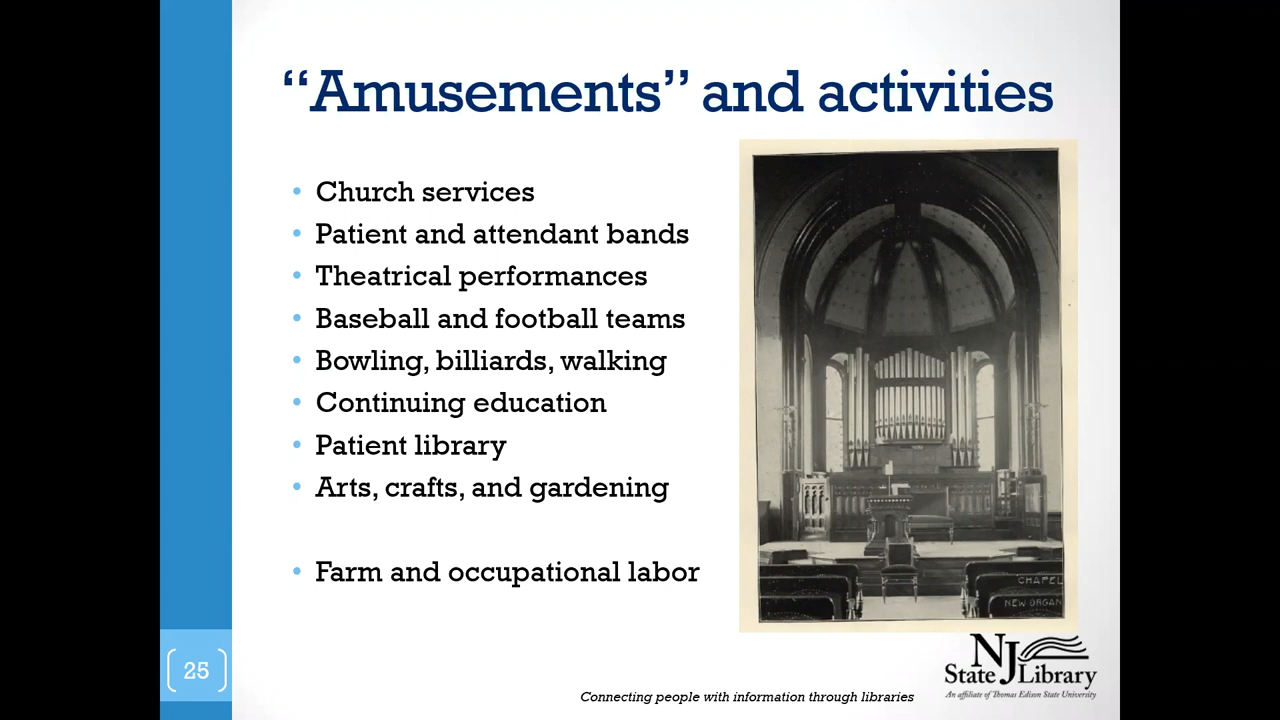 “Amusements” and activities
• Church services
• Patient and attendant bands
• Theatrical performances
• Baseball and football teams
• Bowling, billiards, walking
• Continuing education
• Patient library
• Arts, crafts, and gardening
• Farm and occupational labor
CHAPEL
NEW ORGAN
25
Connecting people with information through libraries
NJ
State Library
An affiliate of Thomas Edison State University